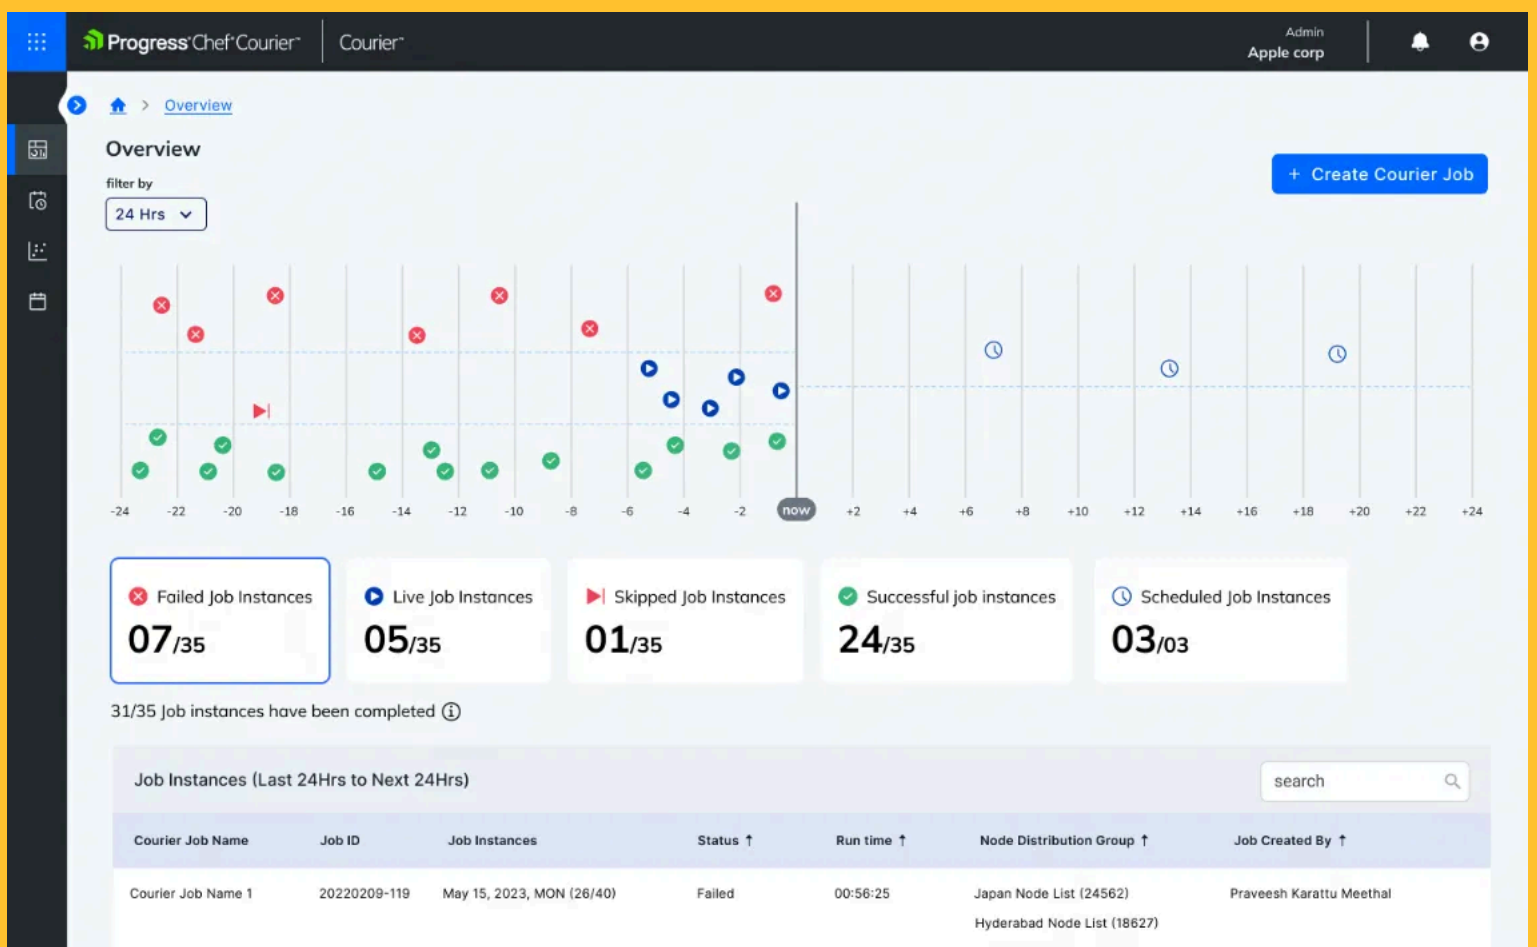 Progress Chef Courier™ Courier™
Admin
Apple corp
Overview
Overview
filter by
24 Hrs
+ Create Courier Job
-24 -22 -20 -18 -16 -14 -12 -10 -8 -6 -4 -2 now +2 +4 +6 +8 +10 +12 +14 +16 +18 +20 +22 +24
Failed Job Instances
07/35
Live Job Instances
05/35
Skipped Job Instances
01/35
Successful job instances
24/35
Scheduled Job Instances
03/03
31/35 Job instances have been completed
Job Instances (Last 24Hrs to Next 24Hrs)
search
Courier Job Name Job ID Job Instances Status ↑ Run time ↑ Node Distribution Group ↑ Job Created By ↑
Courier Job Name 1 20220209-119 May 15, 2023, MON (26/40) Failed 00:56:25 Japan Node List (24562) Praveesh Karattu Meethal
Hyderabad Node List (18627)